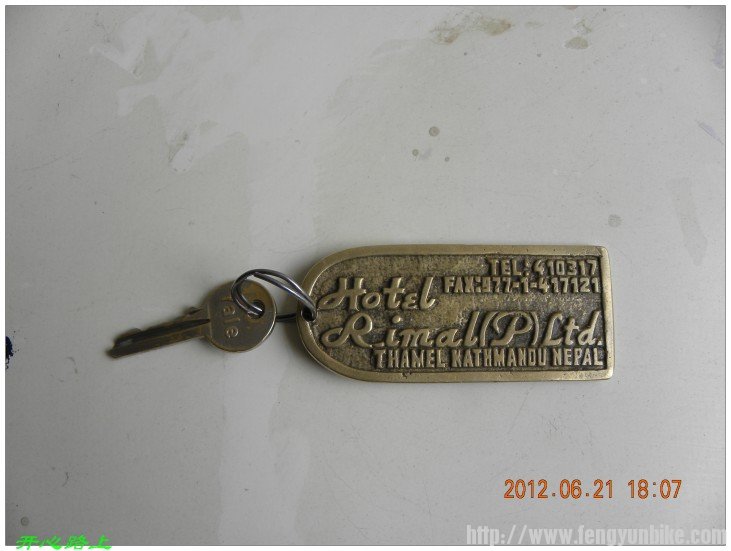 TEL: 410317
FAX: 977-1-417121
Hotel
Rimal (P) Ltd.
THAMEL KATHMANDU NEPAL
Yale
2012.06.21 18:07
http://www.fengyunbike.com
开心路上